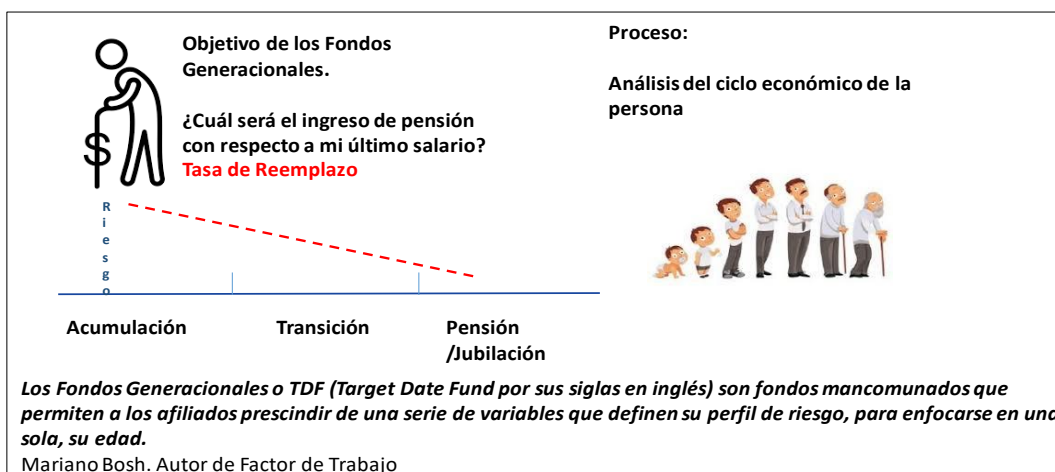 Objetivo de los Fondos
Generacionales.
¿Cuál será el ingreso de pensión
con respecto a mi último salario?
Tasa de Reemplazo
Proceso:
Análisis del ciclo económico de la
persona
$
Riesgo
Acumulación
Transición
Pensión
/Jubilación
Los Fondos Generacionales o TDF (Target Date Fund por sus siglas en inglés) son fondos mancomunados que
permiten a los afiliados prescindir de una serie de variables que definen su perfil de riesgo, para enfocarse en una
sola, su edad.
Mariano Bosh. Autor de Factor de Trabajo